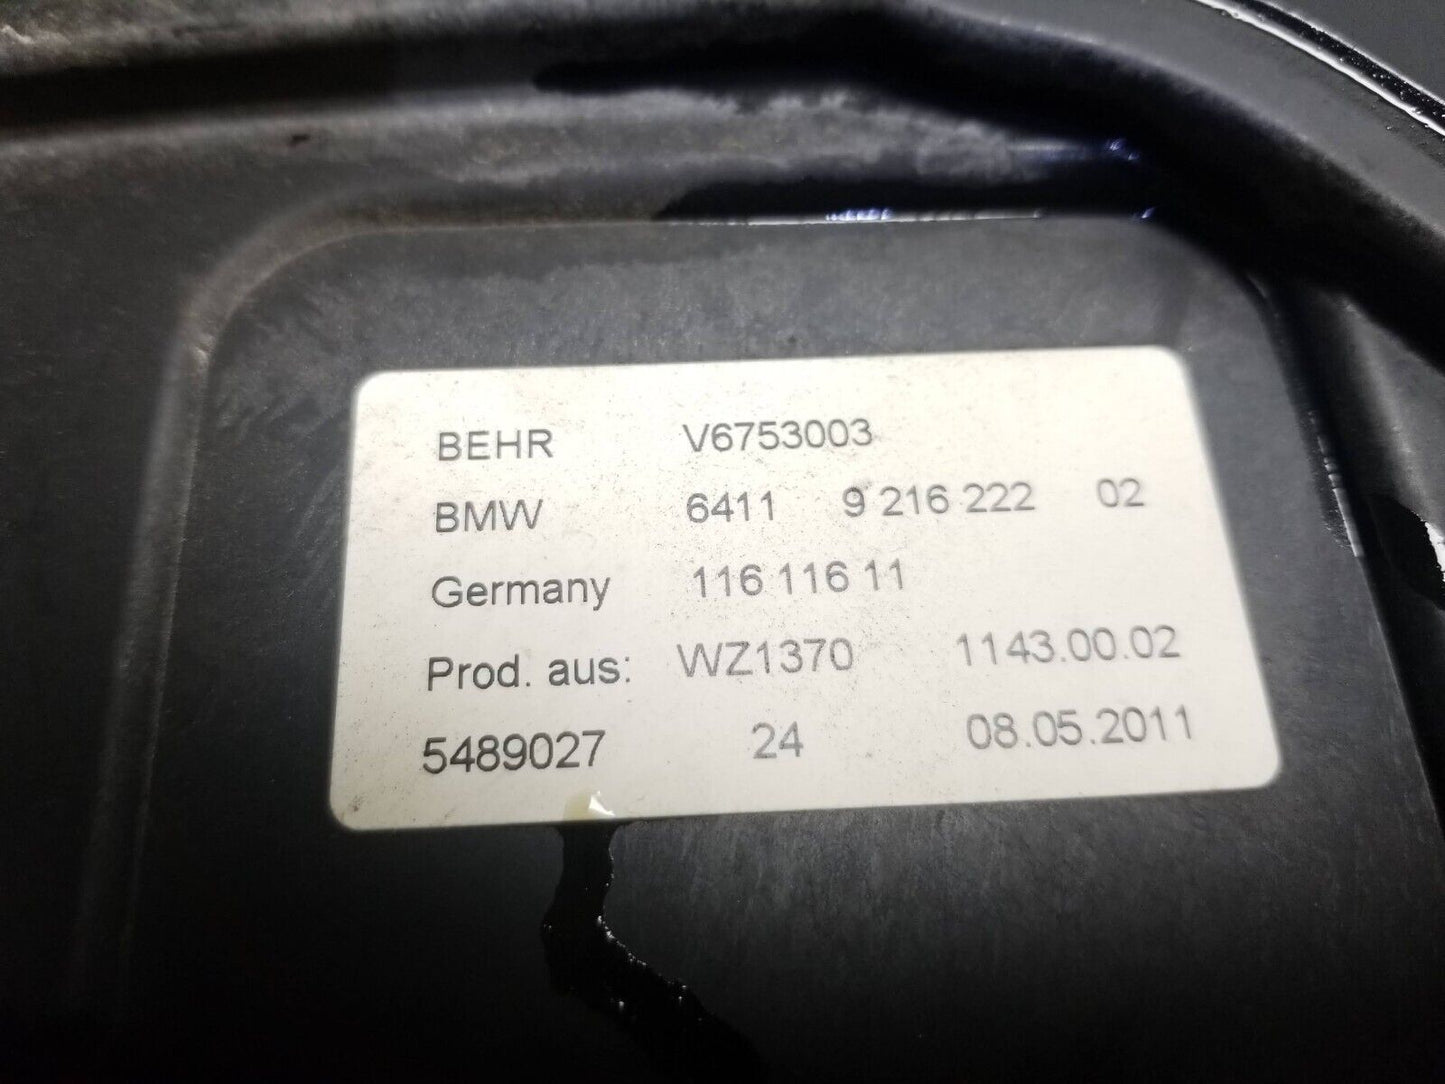 BEHR V6753003
BMW 6411 9 216 222 02
Germany 116 116 11
Prod. aus: WZ1370 1143.00.02
5489027 24 08.05.2011